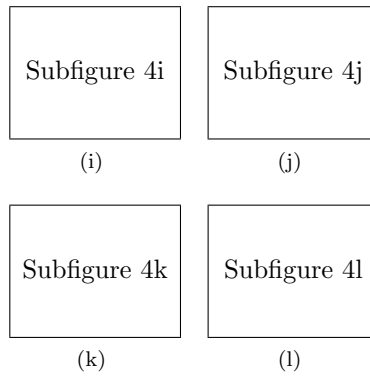 Subfigure 4i Subfigure 4j
(i) (j)
Subfigure 4k Subfigure 4l
(k) (l)